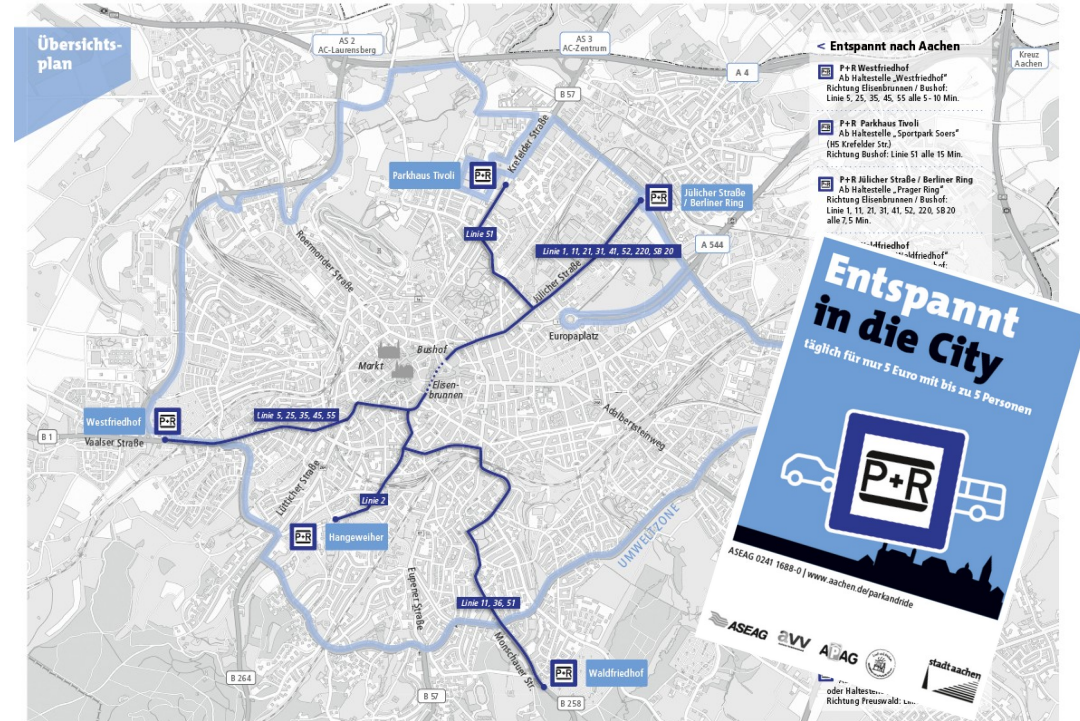 Übersichts-
plan
AS 2
AC-Laurensberg
AS 3
AC-Zentrum
A 4
Kreuz
Aachen
B 57
Krefelder Straße
Parkhaus Tivoli
P+R
P+R
Jülicher Straße
/ Berliner Ring
Linie 51
Linie 1, 11, 21, 31, 41, 52, 220, SB 20
A 544
Roermonder Straße
Jülicher Straße
Europaplatz
Bushof
Markt
Elisen-
brunnen
Adalbertsteinweg
Westfriedhof
P+R
Linie 5, 25, 35, 45, 55
B 1
Vaalser Straße
Lütticher Straße
Linie 2
P+R
Hangeweiher
UMWELTZONE
Eupener Straße
Linie 11, 36, 51
Monschauer Str.
P+R
Waldfriedhof
B 264
B 57
B 258
< Entspannt nach Aachen
P+R Westfriedhof
Ab Haltestelle „Westfriedhof“
Richtung Elisenbrunnen / Bushof:
Linie 5, 25, 35, 45, 55 alle 5 - 10 Min.
P+R Parkhaus Tivoli
Ab Haltestelle „Sportpark Soers“
(H5 Krefelder Str.)
Richtung Bushof: Linie 51 alle 15 Min.
P+R Jülicher Straße / Berliner Ring
Ab Haltestelle „Prager Ring“
Richtung Elisenbrunnen / Bushof:
Linie 1, 11, 21, 31, 41, 52, 220, SB 20
alle 7,5 Min.
Entspannt
in die City
täglich für nur 5 Euro mit bis zu 5 Personen
P+R
ASEAG 0241 1688-0 | www.aachen.de/parkandride
ASEAG
avv
APAG
stadt aachen
Richtung Preuswald: